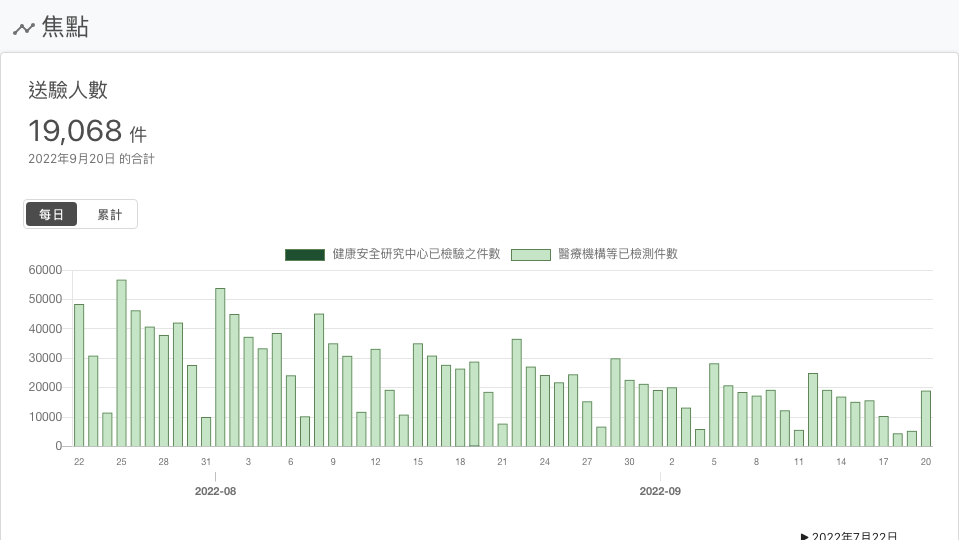 焦點
送驗人數
19,068 件
2022年9月20日 的合計
每日 累計
健康安全研究中心已檢驗之件數 醫療機構等已檢測件數
60000
50000
40000
30000
20000
10000
0
22 25 28 31 3 6 9 12 15 18 21 24 27 30 2 5 8 11 14 17 20
2022-08 2022-09
▶ 2022年7月22日